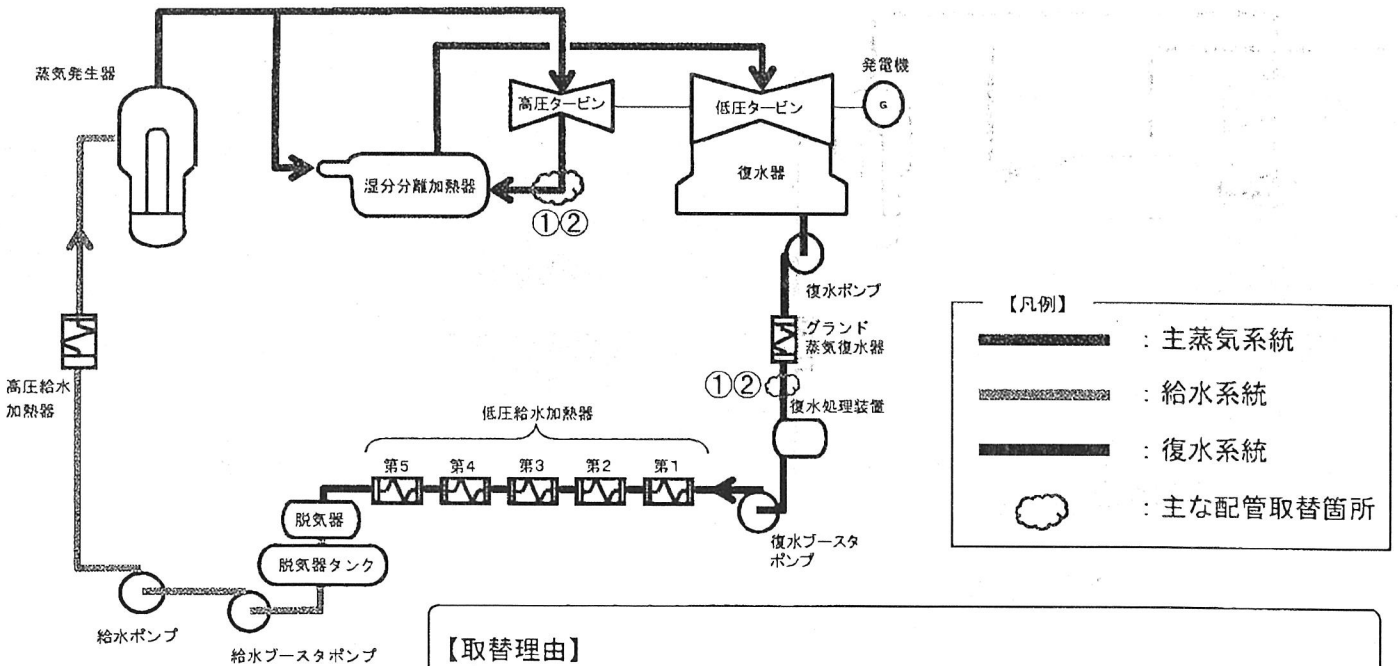 蒸気発生器
高圧タービン
低圧タービン
発電機
G
湿分分離加熱器
復水器
①②
復水ポンプ
グランド
蒸気復水器
①②
復水処理装置
高圧給水
加熱器
低圧給水加熱器
第5
第4
第3
第2
第1
脱気器
脱気器タンク
復水ブースタ
ポンプ
給水ポンプ
給水ブースタポンプ
【凡例】
：主蒸気系統
：給水系統
：復水系統
：主な配管取替箇所
【取替理由】